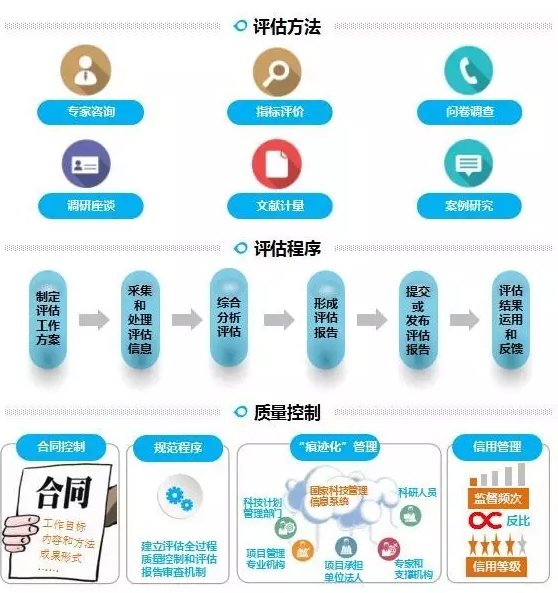 评估方法
专家咨询
指标评价
问卷调查
调研座谈
文献计量
案例研究
评估程序
制定
评估
工作
方案
采集
和
处理
评估
信息
综合
分析
评估
形成
评估
报告
提交
或
发布
评估
报告
评估
结果
运用
和
反馈
质量控制
合同控制
合同
工作目标
内容和方法
成果形式
规范程序
建立评估全过程
质量控制和评估
报告审查机制
“痕迹化”管理
国家科技管理
信息系统
科技计划
管理部门
科研人员
项目管理
专业机构
项目承担
单位法人
专家和
支撑机构
信用管理
监督频次
反比
信用等级